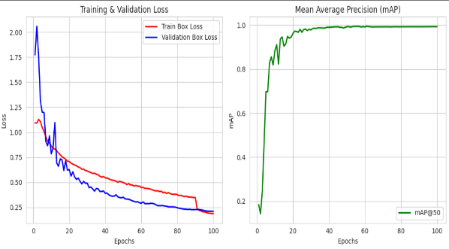 Training & Validation Loss
Train Box Loss
Validation Box Loss
2.00
1.75
1.50
1.25
1.00
0.75
0.50
0.25
Loss
0
20
40
60
80
100
Epochs
Mean Average Precision (mAP)
1.0
0.8
0.6
0.4
0.2
mAP
mAP@50
0
20
40
60
80
100
Epochs